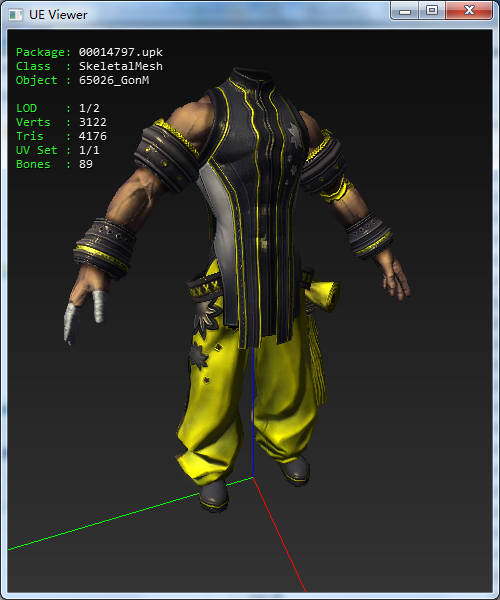 UE Viewer
Package: 00014797.upk
Class  : SkeletalMesh
Object : 65026_GonM
LOD    : 1/2
Verts  : 3122
Tris   : 4176
UV Set : 1/1
Bones  : 89